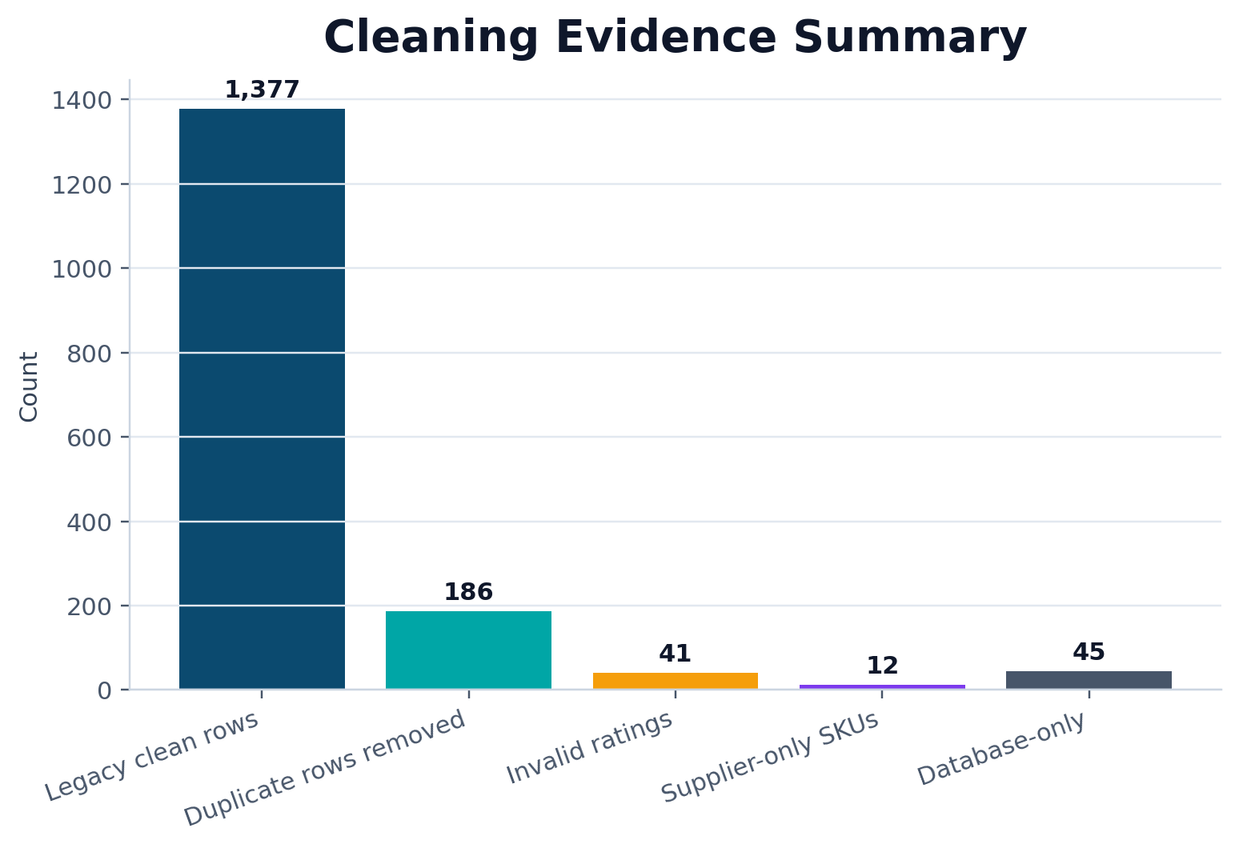 Cleaning Evidence Summary
Count
1400
1200
1000
800
600
400
200
0
1,377
186
41
12
45
Legacy clean rows
Duplicate rows removed
Invalid ratings
Supplier-only SKUs
Database-only